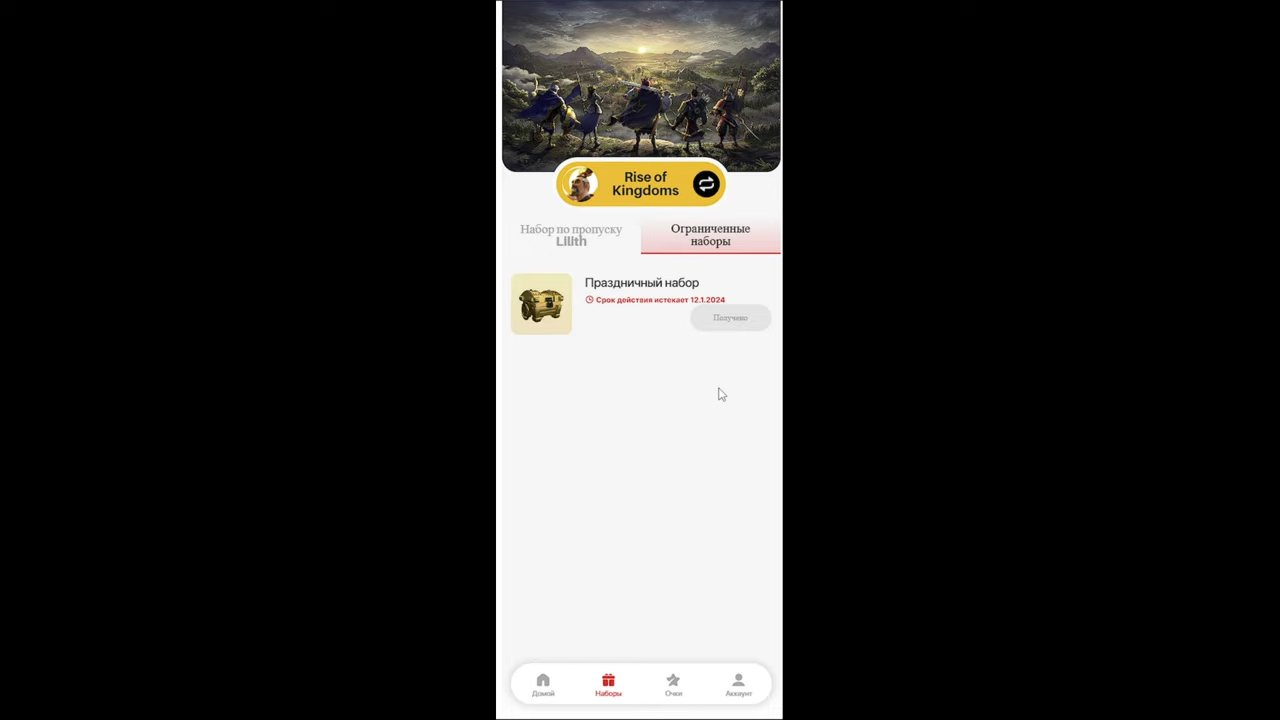 Rise of
Kingdoms
Набор по пропуску
Lilith
Ограниченные
наборы
Праздничный набор
Срок действия истекает 12.1.2024
Получено
Домой
Наборы
Очки
Аккаунт